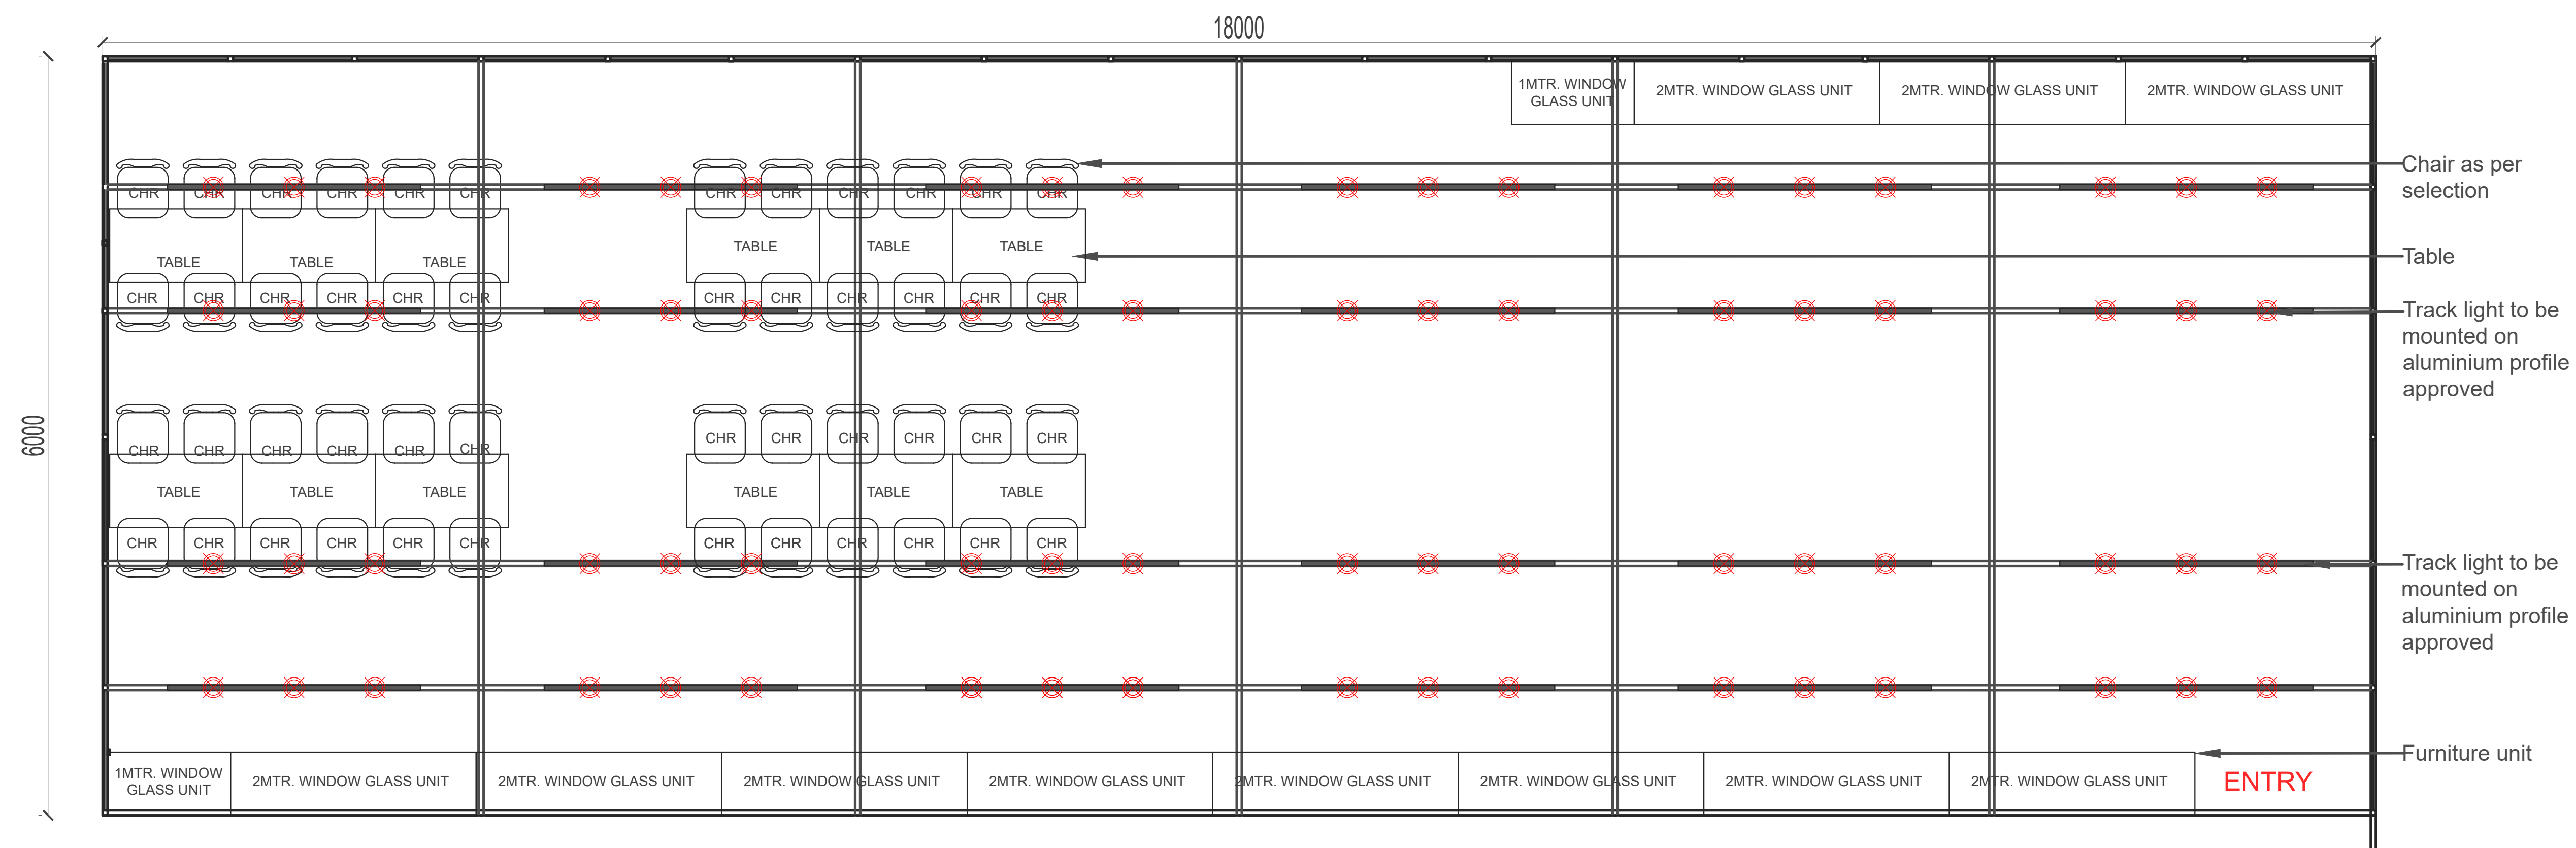 18000
1MTR. WINDOW
GLASS UNIT
2MTR. WINDOW GLASS UNIT
2MTR. WINDOW GLASS UNIT
2MTR. WINDOW GLASS UNIT
Chair as per
selection
CHR CHR CHR CHR CHR CHR CHR CHR CHR CHR CHR CHR
TABLE TABLE TABLE TABLE TABLE TABLE
Table
CHR CHR CHR CHR CHR CHR CHR CHR CHR CHR CHR CHR
Track light to be
mounted on
aluminium profile
approved
6000
CHR CHR CHR CHR CHR CHR CHR CHR CHR CHR CHR CHR
TABLE TABLE TABLE TABLE TABLE TABLE
CHR CHR CHR CHR CHR CHR CHR CHR CHR CHR CHR CHR
Track light to be
mounted on
aluminium profile
approved
Furniture unit
1MTR. WINDOW
GLASS UNIT
2MTR. WINDOW GLASS UNIT
2MTR. WINDOW GLASS UNIT
2MTR. WINDOW GLASS UNIT
2MTR. WINDOW GLASS UNIT
2MTR. WINDOW GLASS UNIT
2MTR. WINDOW GLASS UNIT
2MTR. WINDOW GLASS UNIT
2MTR. WINDOW GLASS UNIT
ENTRY